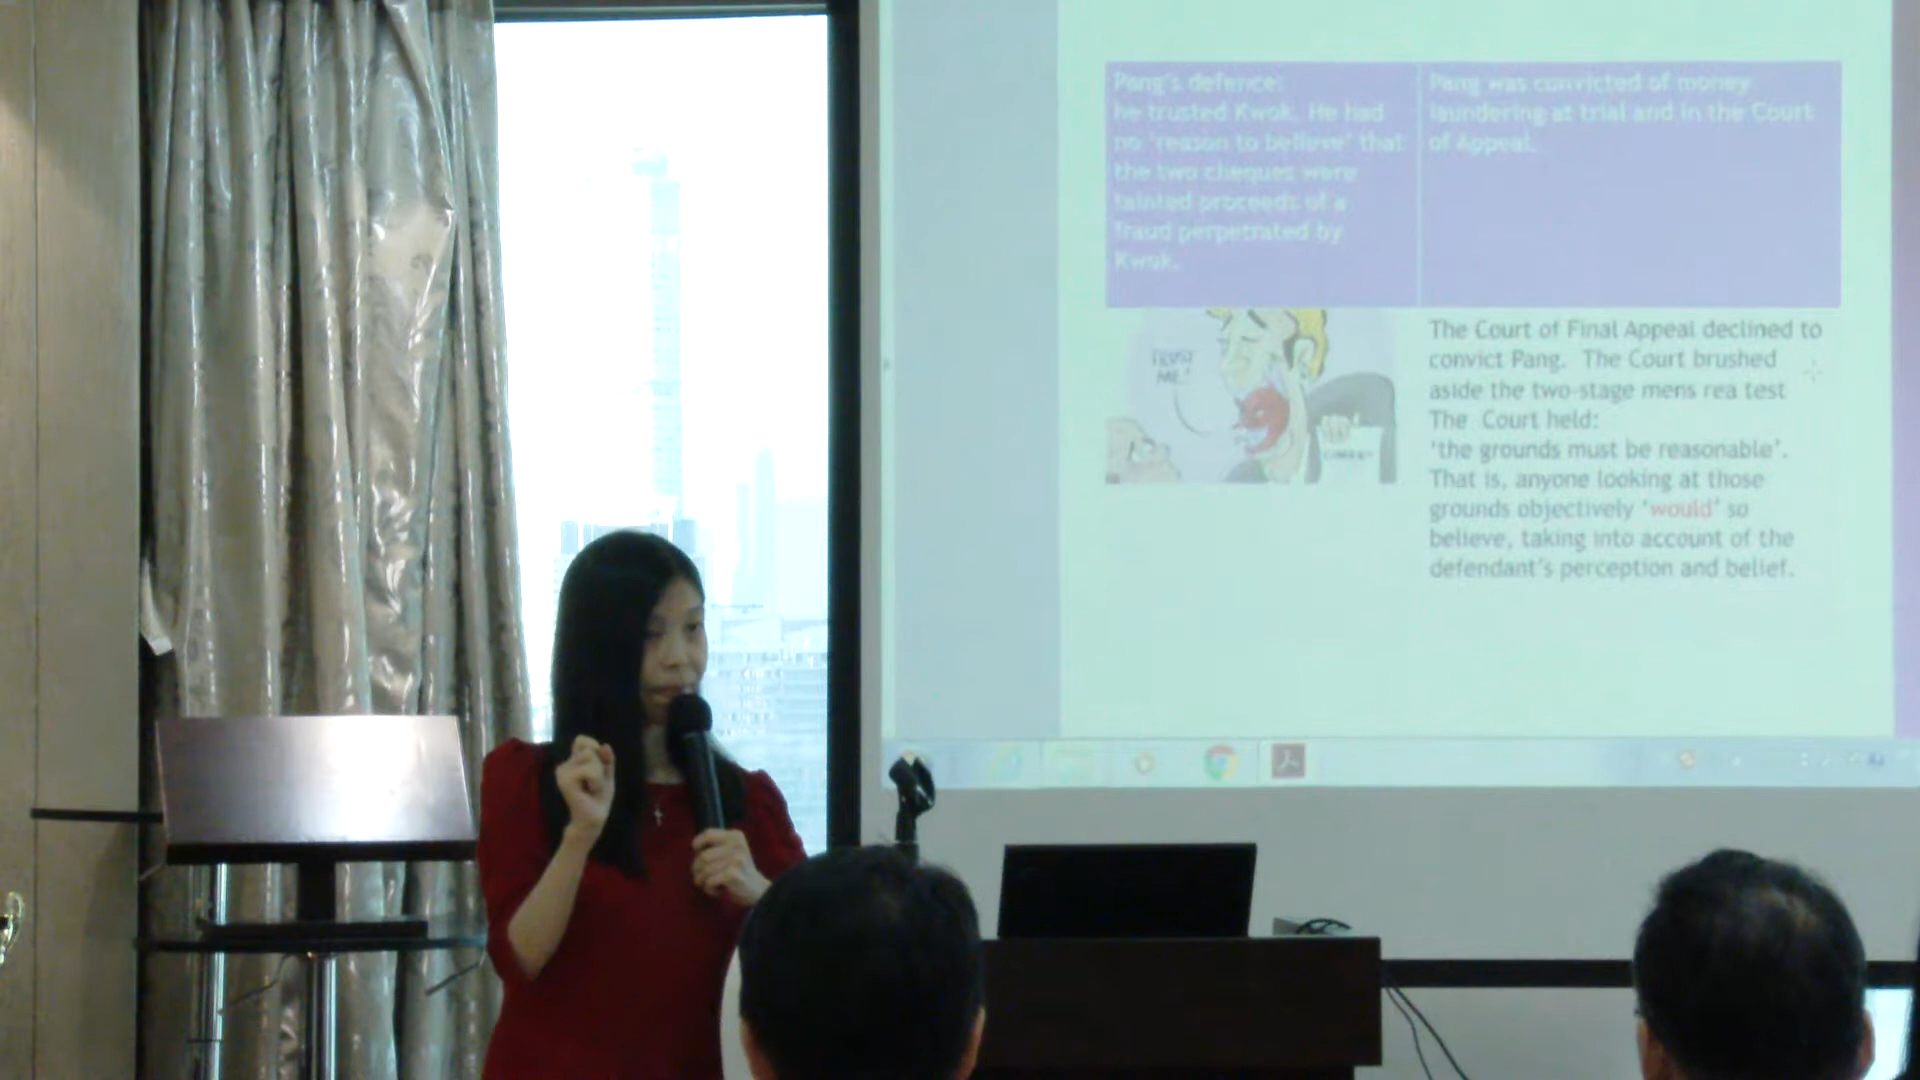 Pang's defence:
he trusted Kwok. He had
no 'reason to believe' that
the two cheques were
tainted proceeds of a
fraud perpetrated by
Kwok.
Pang was convicted of money
laundering at trial and in the Court
of Appeal.
TRUST
ME!
The Court of Final Appeal declined to
convict Pang. The Court brushed
aside the two-stage mens rea test
The Court held:
'the grounds must be reasonable'.
That is, anyone looking at those
grounds objectively 'would' so
believe, taking into account of the
defendant's perception and belief.